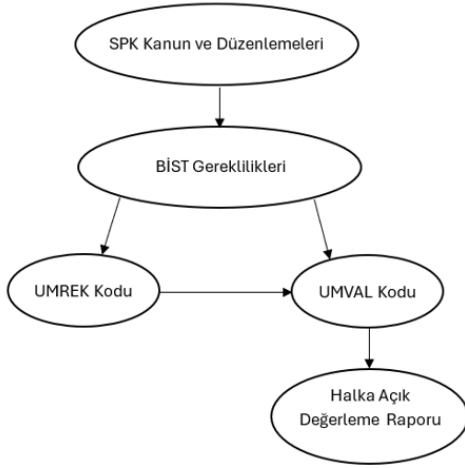 SPK Kanun ve Düzenlemeleri
BİST Gereklilikleri
UMREK Kodu
UMVAL Kodu
Halka Açık
Değerleme Raporu